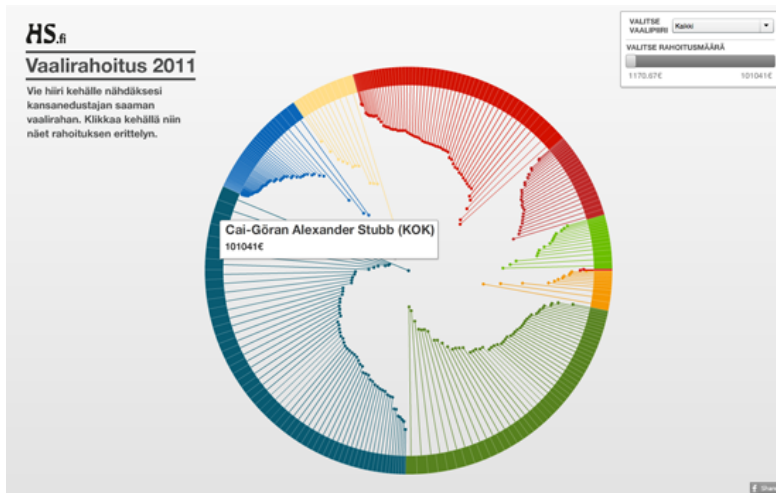 HS.fi
Vaalirahoitus 2011
Vie hiiri kehälle nähdäksesi
kansanedustajan saaman
vaalirahan. Klikkaa kehällä niin
näet rahoituksen erittelyn.
VALITSE
VAALIPIIRI
Kaikki
VALITSE RAHOITUSMÄÄRÄ
1170.67€
101041€
Cai-Göran Alexander Stubb (KOK)
101041€
f Share